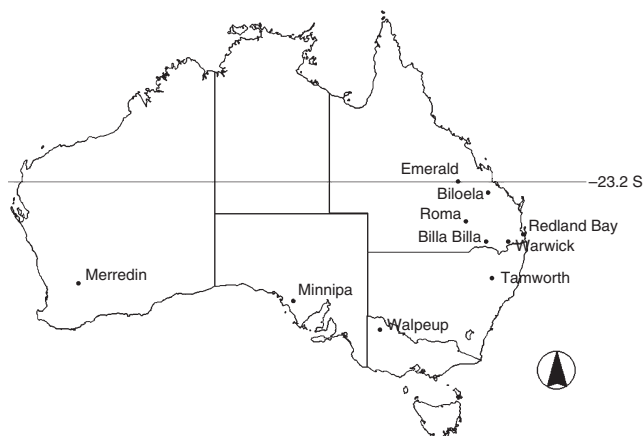 Emerald
–23.2 S
Biloela
Roma
Redland Bay
Billa Billa
Warwick
Merredin
Tamworth
Minnipa
Walpeup